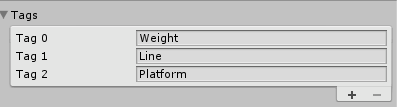 Tags
Tag 0 Weight
Tag 1 Line
Tag 2 Platform
+ −